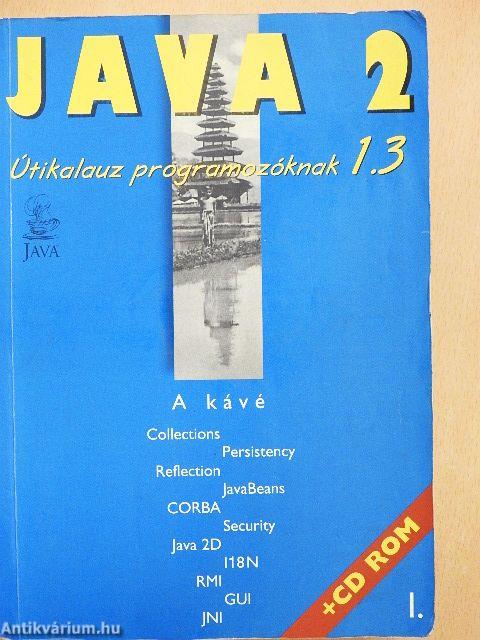 JAVA 2
Útikalauz programozóknak 1.3
JAVA
A kávé
Collections
Persistency
Reflection
JavaBeans
CORBA
Security
Java 2D
I18N
RMI
GUI
JNI
+CD ROM
I.
Antikvárium.hu